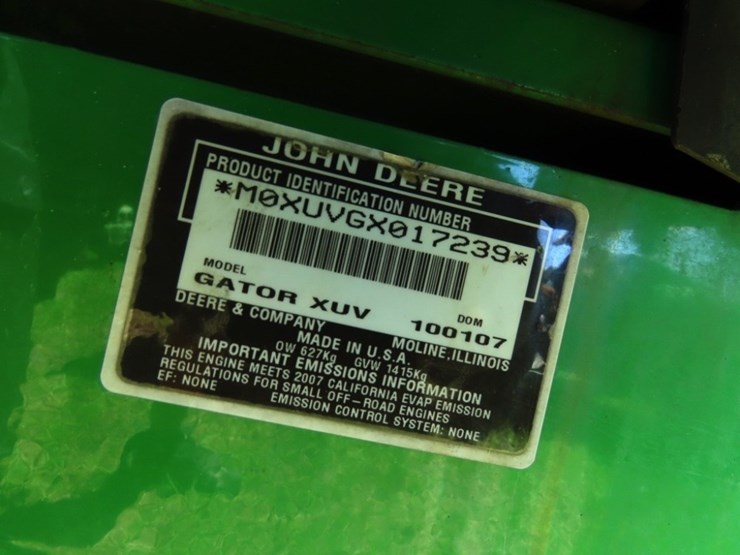 JOHN DEERE
PRODUCT IDENTIFICATION NUMBER
*M0XUVGX017239*
MODEL DOM
GATOR XUV 100107
DEERE & COMPANY MOLINE, ILLINOIS
MADE IN U.S.A.
OW 627Kg GVW 1415Kg
IMPORTANT EMISSIONS INFORMATION
THIS ENGINE MEETS 2007 CALIFORNIA EVAP EMISSION
REGULATIONS FOR SMALL OFF-ROAD ENGINES
EF: NONE EMISSION CONTROL SYSTEM: NONE